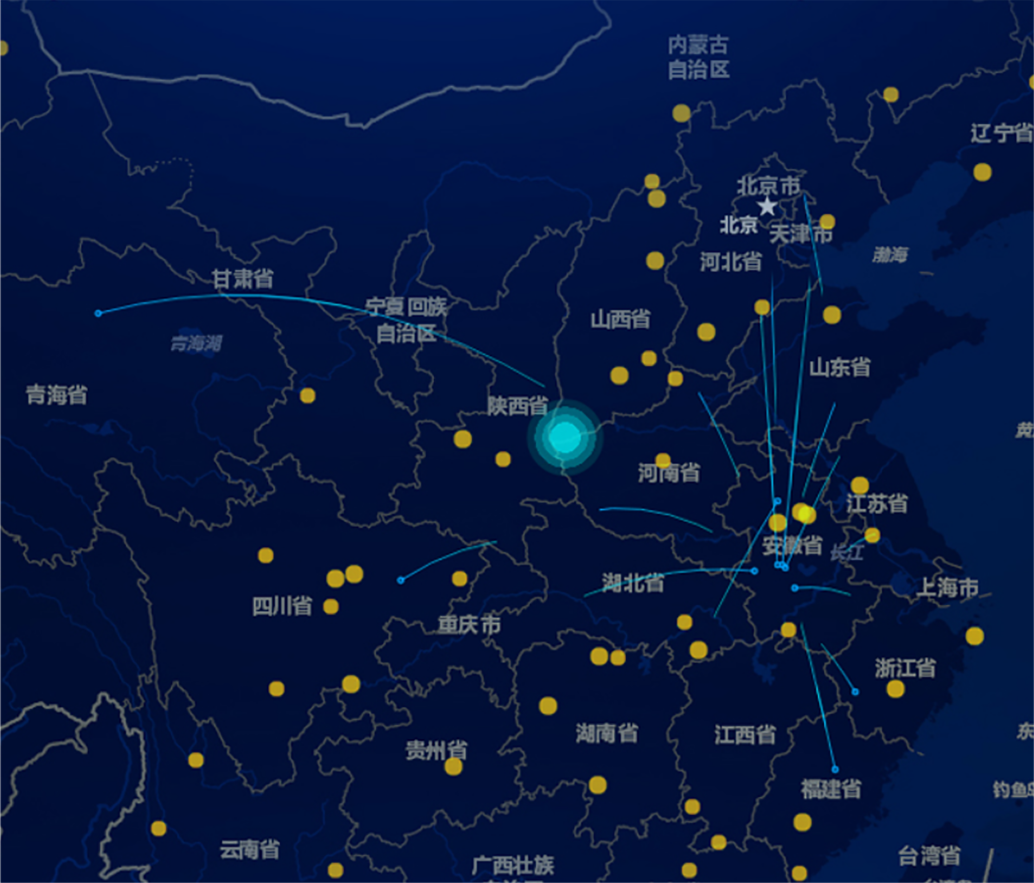 内蒙古
自治区
辽宁省
北京市
北京
天津市
渤海
河北省
甘肃省
宁夏回族
自治区
山西省
青海湖
山东省
青海省
陕西省
河南省
江苏省
安徽省
长江
湖北省
上海市
四川省
重庆市
浙江省
湖南省
江西省
贵州省
福建省
钓鱼
云南省
台湾省
广西壮族